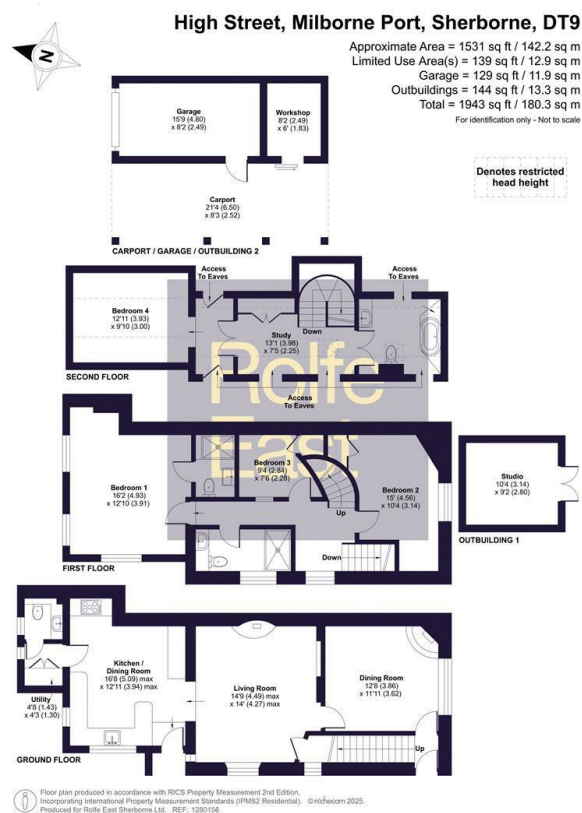 High Street, Milborne Port, Sherborne, DT9
Approximate Area = 1531 sq ft / 142.2 sq m
Limited Use Area(s) = 139 sq ft / 12.9 sq m
Garage = 129 sq ft / 11.9 sq m
Outbuildings = 144 sq ft / 13.3 sq m
Total = 1943 sq ft / 180.3 sq m
For identification only - Not to scale
N
Denotes restricted
head height
Garage
15'9 (4.80)
x 8'2 (2.49)
Workshop
8'2 (2.49)
x 6' (1.83)
Carport
21'4 (6.50)
x 8'3 (2.52)
CARPORT / GARAGE / OUTBUILDING 2
Access
To Eaves
Access
To Eaves
Bedroom 4
12'11 (3.93)
x 9'10 (3.00)
Down
Study
13'1 (3.98)
x 7'5 (2.25)
SECOND FLOOR
Access
To Eaves
Rolfe
East
Bedroom 1
16'2 (4.93)
x 12'10 (3.91)
Bedroom 3
9'4 (2.84)
x 7'6 (2.28)
Bedroom 2
15' (4.56)
x 10'4 (3.14)
Up
Down
FIRST FLOOR
Studio
10'4 (3.14)
x 9'2 (2.80)
OUTBUILDING 1
Kitchen /
Dining Room
16'8 (5.09) max
x 12'11 (3.94) max
Living Room
14'9 (4.49) max
x 14' (4.27) max
Dining Room
12'8 (3.86)
x 11'11 (3.62)
Utility
4'8 (1.43)
x 4'3 (1.30)
Up
GROUND FLOOR
Floor plan produced in accordance with RICS Property Measurement 2nd Edition,
Incorporating International Property Measurement Standards (IPMS2 Residential). ©nichecom 2025.
Produced for Rolfe East Sherborne Ltd. REF: 1280156